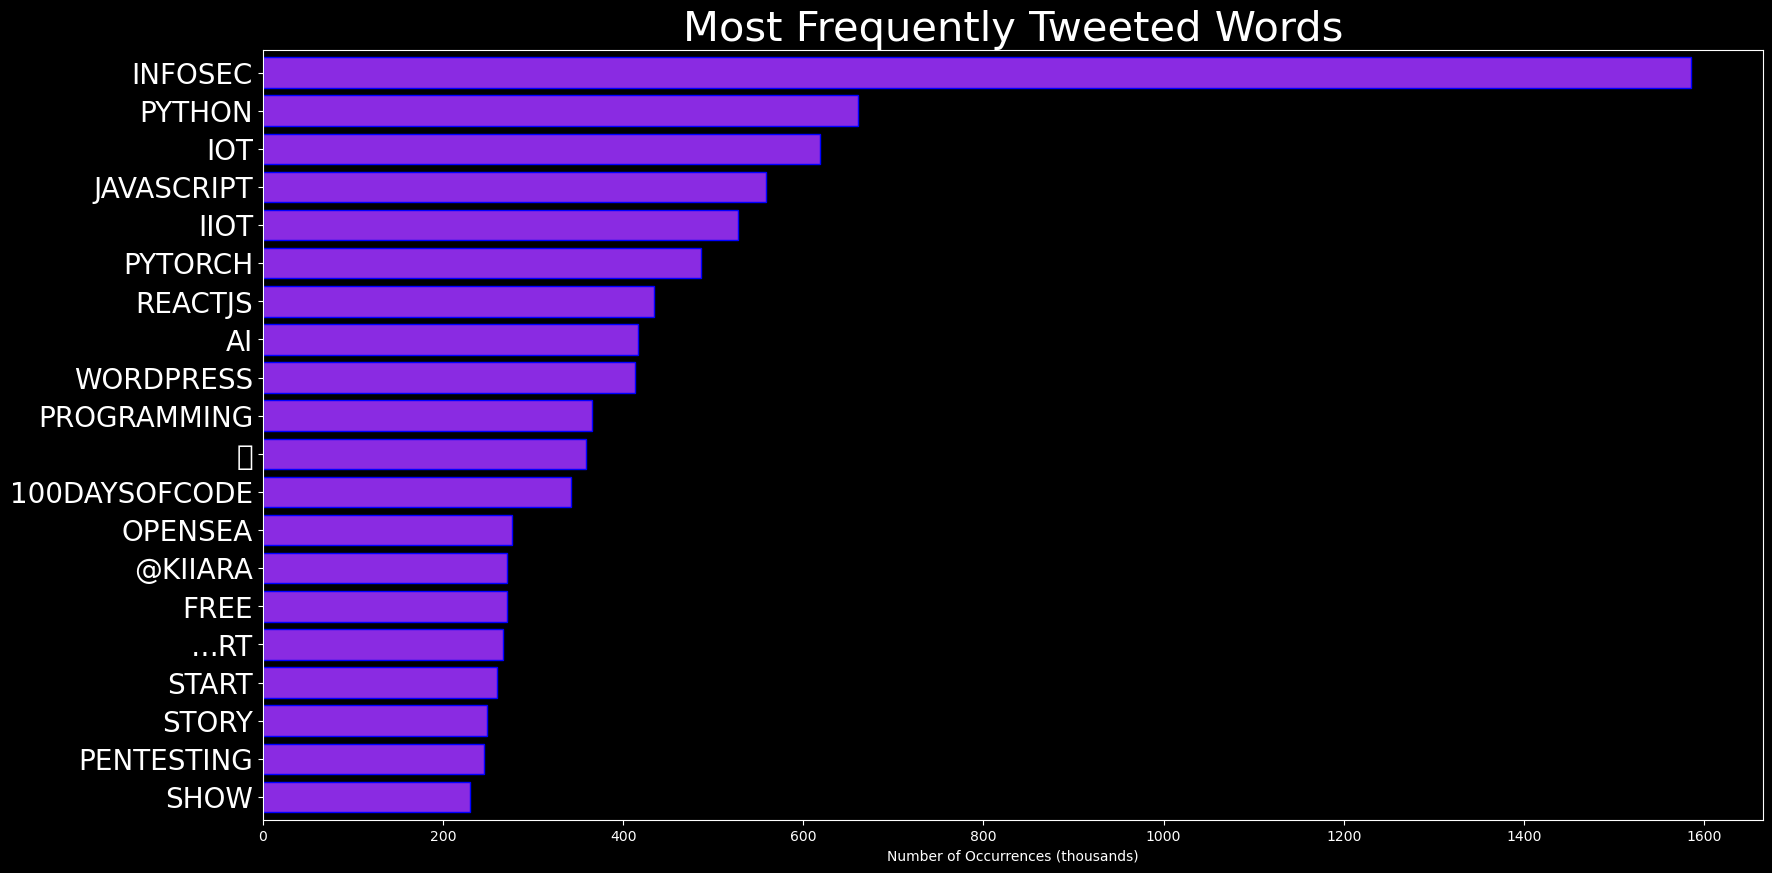 Most Frequently Tweeted Words
INFOSEC
PYTHON
IOT
JAVASCRIPT
IIOT
PYTORCH
REACTJS
AI
WORDPRESS
PROGRAMMING
100DAYSOFCODE
OPENSEA
@KIIARA
FREE
…RT
START
STORY
PENTESTING
SHOW
0 200 400 600 800 1000 1200 1400 1600
Number of Occurrences (thousands)